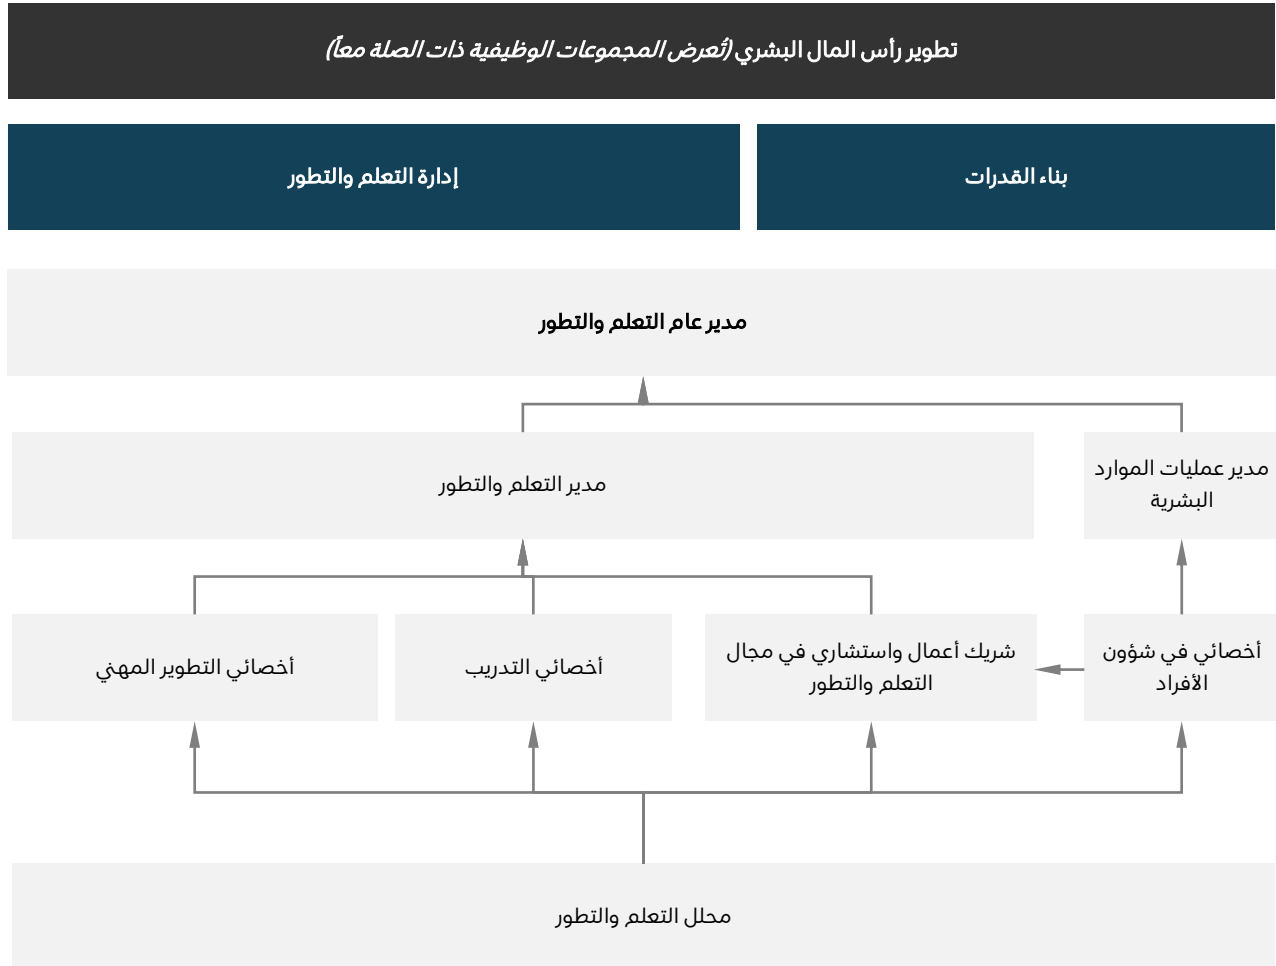 تطوير رأس المال البشري (تُعرض المجموعات الوظيفية ذات الصلة معاً)
بناء القدرات
إدارة التعلم والتطور
مدير عام التعلم والتطور
مدير عمليات الموارد
البشرية
مدير التعلم والتطور
أخصائي في شؤون
الأفراد
شريك أعمال واستشاري في مجال
التعلم والتطور
أخصائي التدريب
أخصائي التطوير المهني
محلل التعلم والتطور